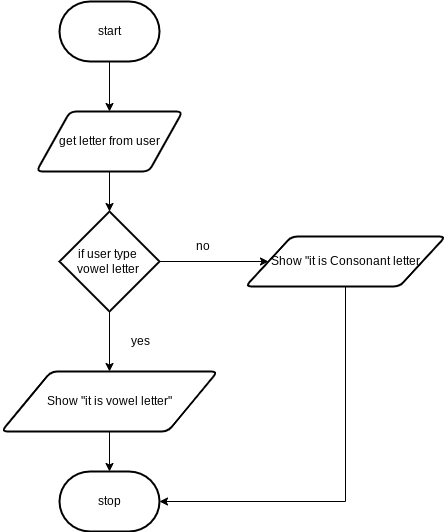 start
get letter from user
if user type
vowel letter
no
Show "it is Consonant letter
yes
Show "it is vowel letter"
stop